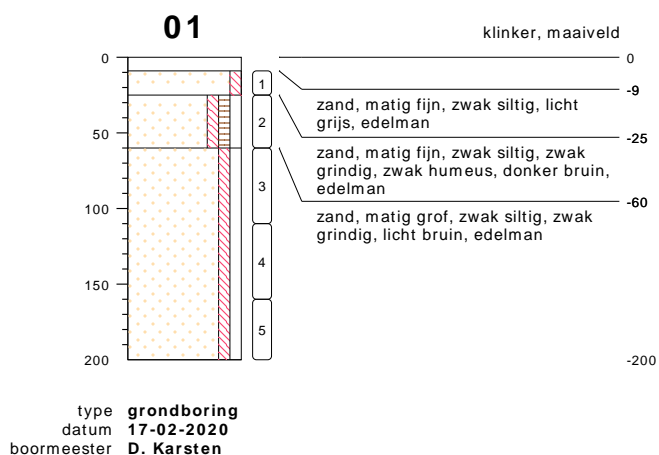 01
klinker, maaiveld
0
0
-9
1
zand, matig fijn, zwak siltig, licht
grijs, edelman
-25
50
2
zand, matig fijn, zwak siltig, zwak
grindig, zwak humeus, donker bruin,
edelman
-60
3
zand, matig grof, zwak siltig, zwak
grindig, licht bruin, edelman
100
4
150
5
200
-200
type grondboring
datum 17-02-2020
boormeester D. Karsten